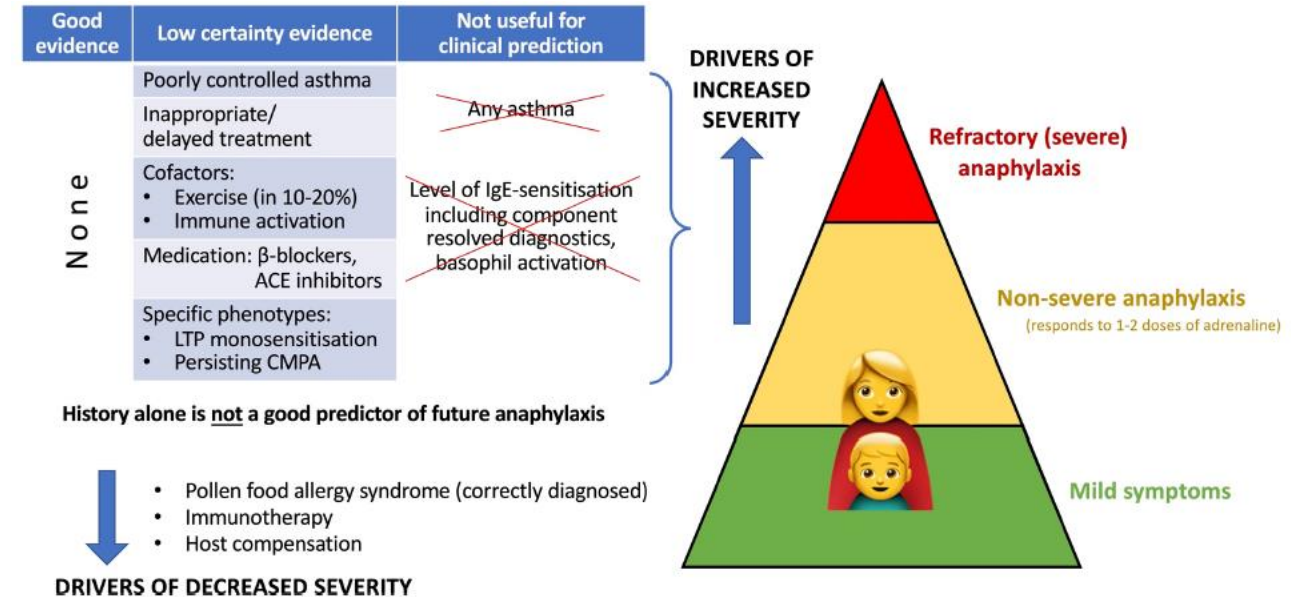 Good
evidence
Low certainty evidence
Not useful for
clinical prediction
None
Poorly controlled asthma
Inappropriate/
delayed treatment
Cofactors:
• Exercise (in 10-20%)
• Immune activation
Medication: β-blockers,
ACE inhibitors
Specific phenotypes:
• LTP monosensitisation
• Persisting CMPA
Any asthma
Level of IgE-sensitisation
including component
resolved diagnostics,
basophil activation
History alone is not a good predictor of future anaphylaxis
• Pollen food allergy syndrome (correctly diagnosed)
• Immunotherapy
• Host compensation
DRIVERS OF DECREASED SEVERITY
DRIVERS OF
INCREASED
SEVERITY
Refractory (severe)
anaphylaxis
Non-severe anaphylaxis
(responds to 1-2 doses of adrenaline)
Mild symptoms